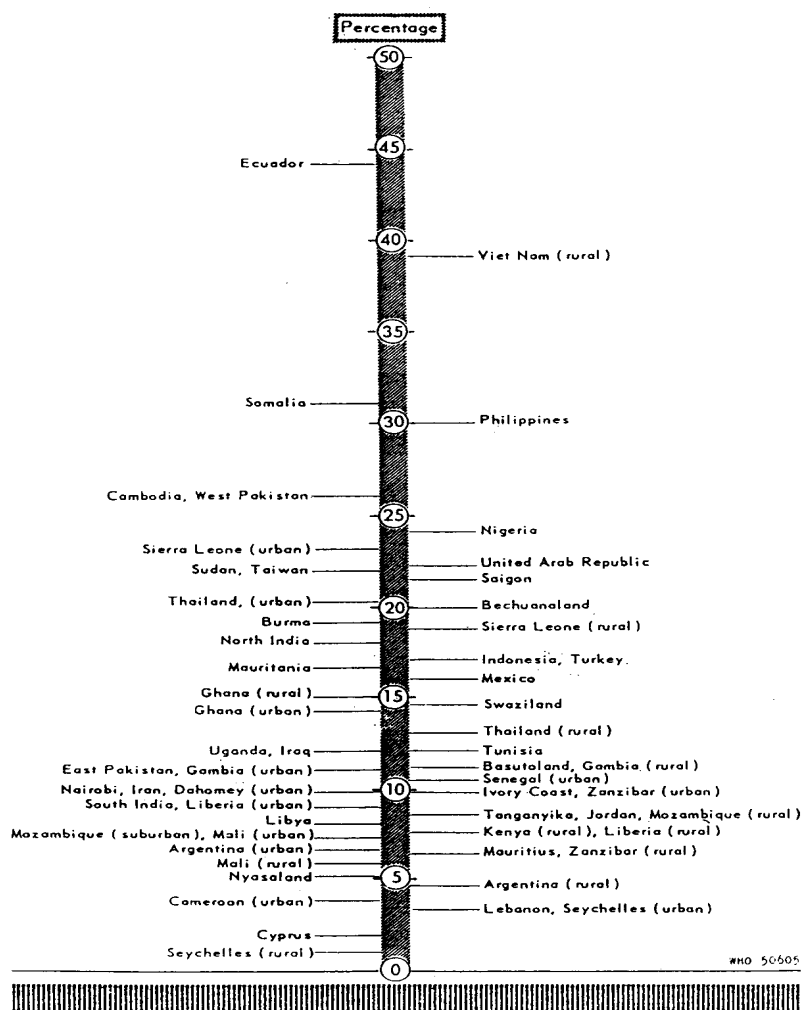 Percentage
50
45
Ecuador
40
Viet Nam (rural)
35
Somalia
30
Philippines
Cambodia, West Pakistan
25
Nigeria
Sierra Leone (urban)
United Arab Republic
Sudan, Taiwan
Saigon
Thailand, (urban)
20
Bechuanaland
Burma
Sierra Leone (rural)
North India
Indonesia, Turkey
Mauritania
Mexico
Ghana (rural)
15
Swaziland
Ghana (urban)
Thailand (rural)
Uganda, Iraq
Tunisia
East Pakistan, Gambia (urban)
Basutoland, Gambia (rural)
Senegal (urban)
Nairobi, Iran, Dahomey (urban)
10
Ivory Coast, Zanzibar (urban)
South India, Liberia (urban)
Tanganyika, Jordan, Mozambique (rural)
Libya
Kenya (rural), Liberia (rural)
Mozambique (suburban), Mali (urban)
Argentina (urban)
Mauritius, Zanzibar (rural)
Mali (rural)
Nyasaland
5
Argentina (rural)
Cameroon (urban)
Lebanon, Seychelles (urban)
Cyprus
Seychelles (rural)
WHO 50605
0